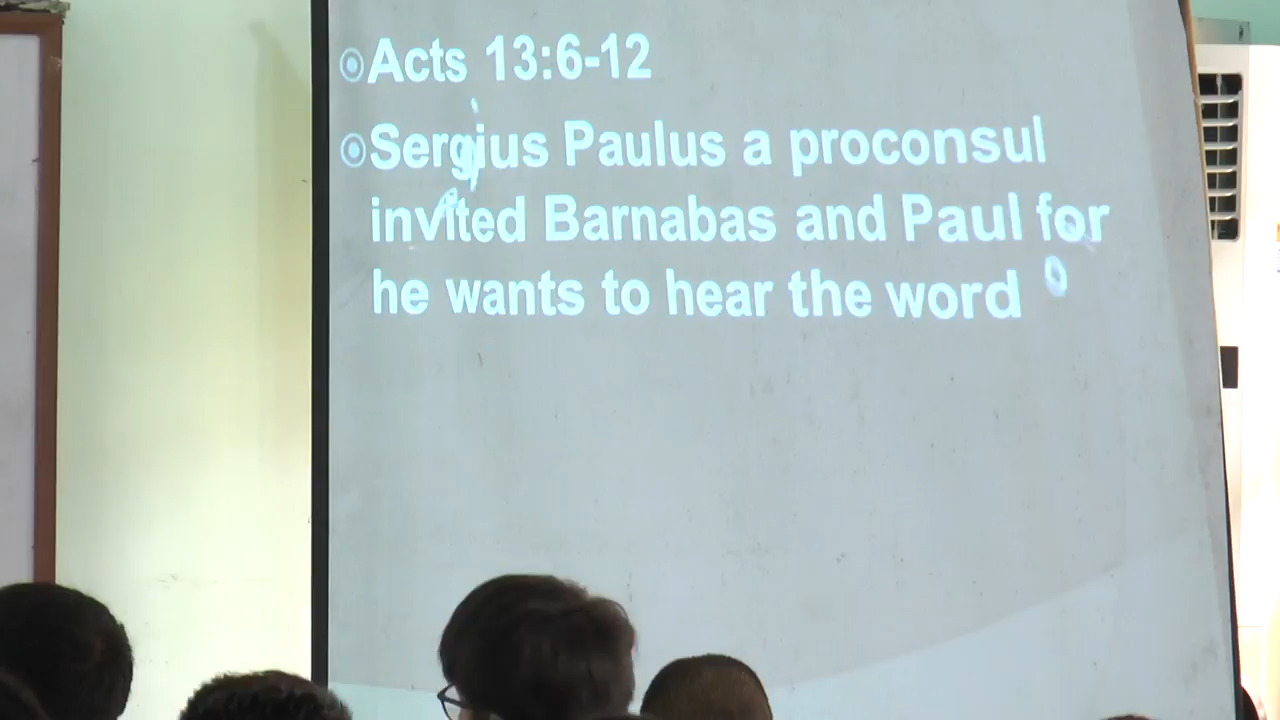 Acts 13:6-12
Sergius Paulus a proconsul
invited Barnabas and Paul for
he wants to hear the word